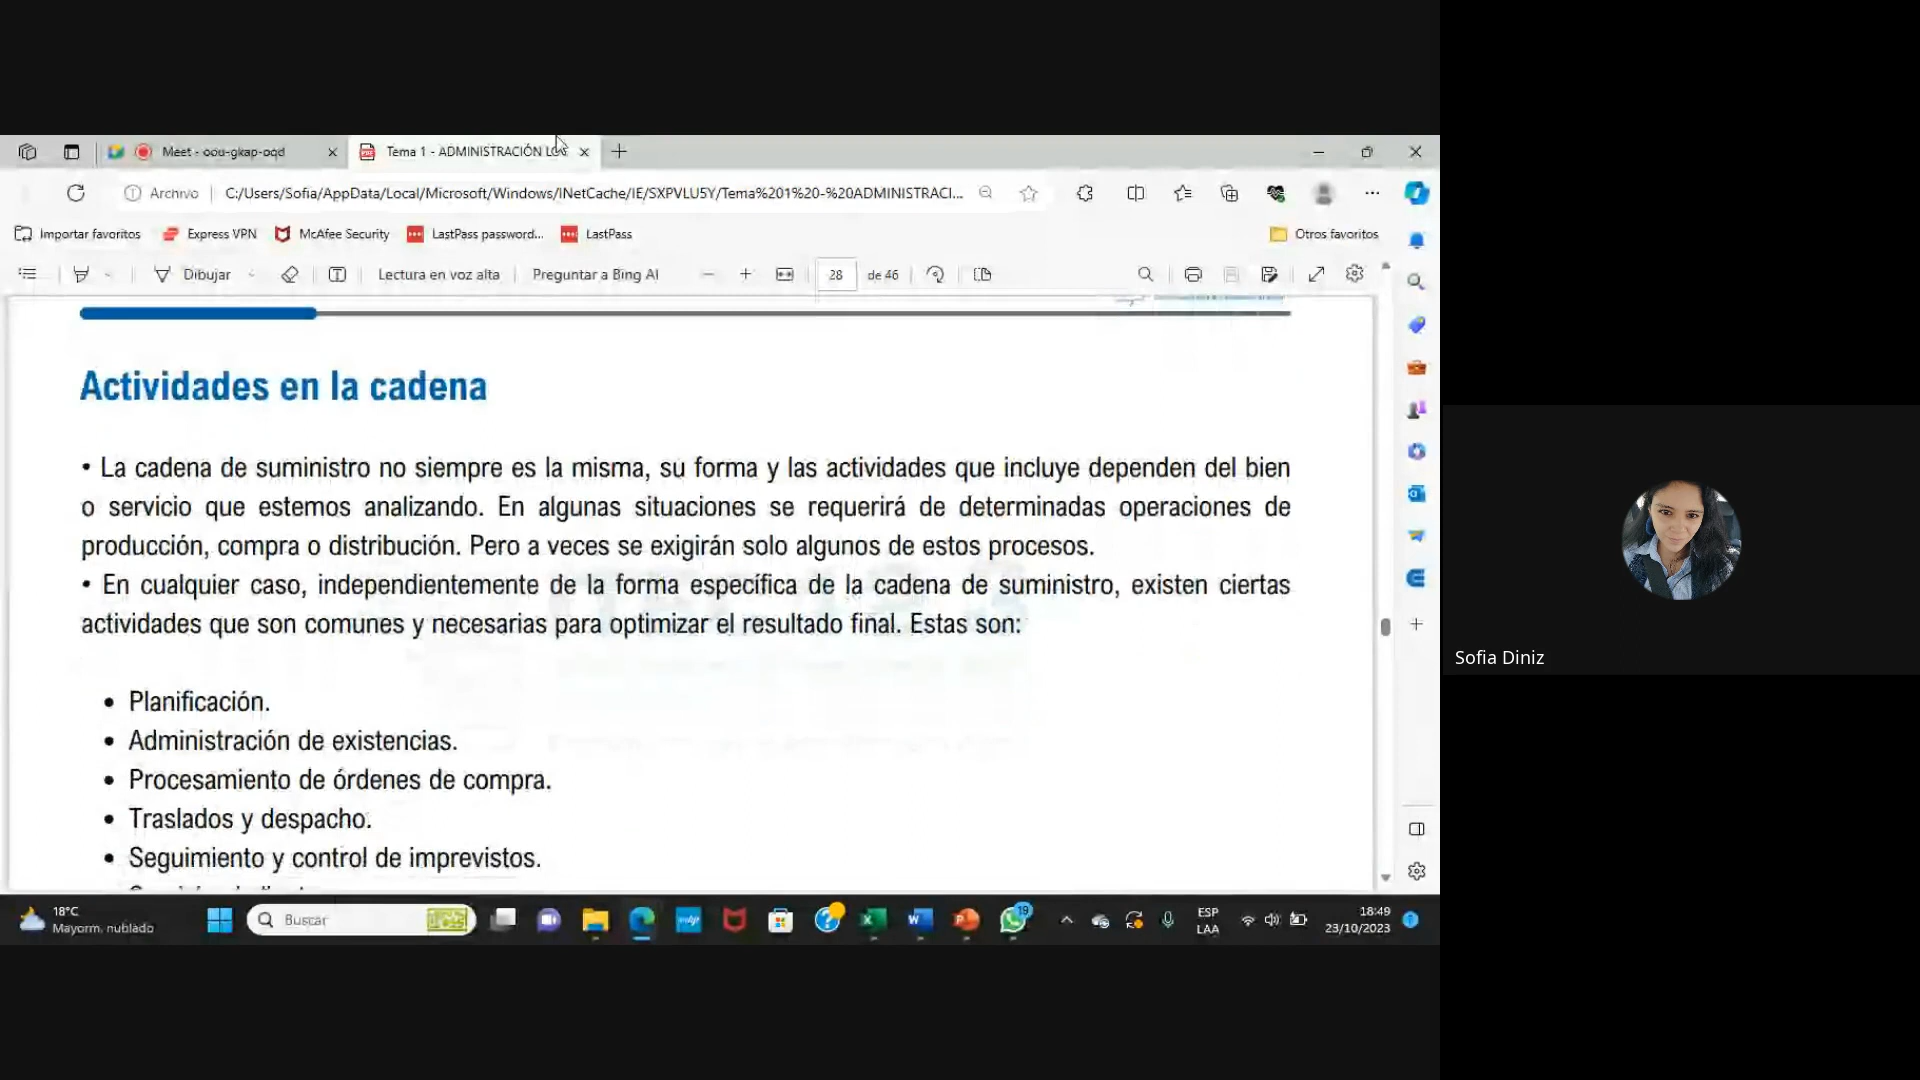 Meet - oou-gkap-oqd
Tema 1 - ADMINISTRACIÓN LO
Archivo
C:/Users/Sofia/AppData/Local/Microsoft/Windows/INetCache/IE/SXPVLU5Y/Tema%201%20-%20ADMINISTRACI...
Importar favoritos
Express VPN
McAfee Security
LastPass password...
LastPass
Otros favoritos
Dibujar
Lectura en voz alta
Preguntar a Bing AI
28
de 46
Actividades en la cadena
• La cadena de suministro no siempre es la misma, su forma y las actividades que incluye dependen del bien
o servicio que estemos analizando. En algunas situaciones se requerirá de determinadas operaciones de
producción, compra o distribución. Pero a veces se exigirán solo algunos de estos procesos.
• En cualquier caso, independientemente de la forma específica de la cadena de suministro, existen ciertas
actividades que son comunes y necesarias para optimizar el resultado final. Estas son:
• Planificación.
• Administración de existencias.
• Procesamiento de órdenes de compra.
• Traslados y despacho.
• Seguimiento y control de imprevistos.
Sofia Diniz
18°C
Mayorm. nublado
Buscar
19
ESP
LAA
18:49
23/10/2023